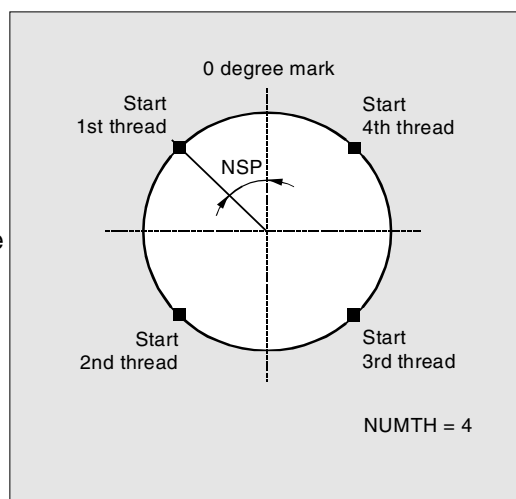 0 degree mark
Start
1st thread
Start
4th thread
NSP
e
Start
2nd thread
Start
3rd thread
NUMTH = 4